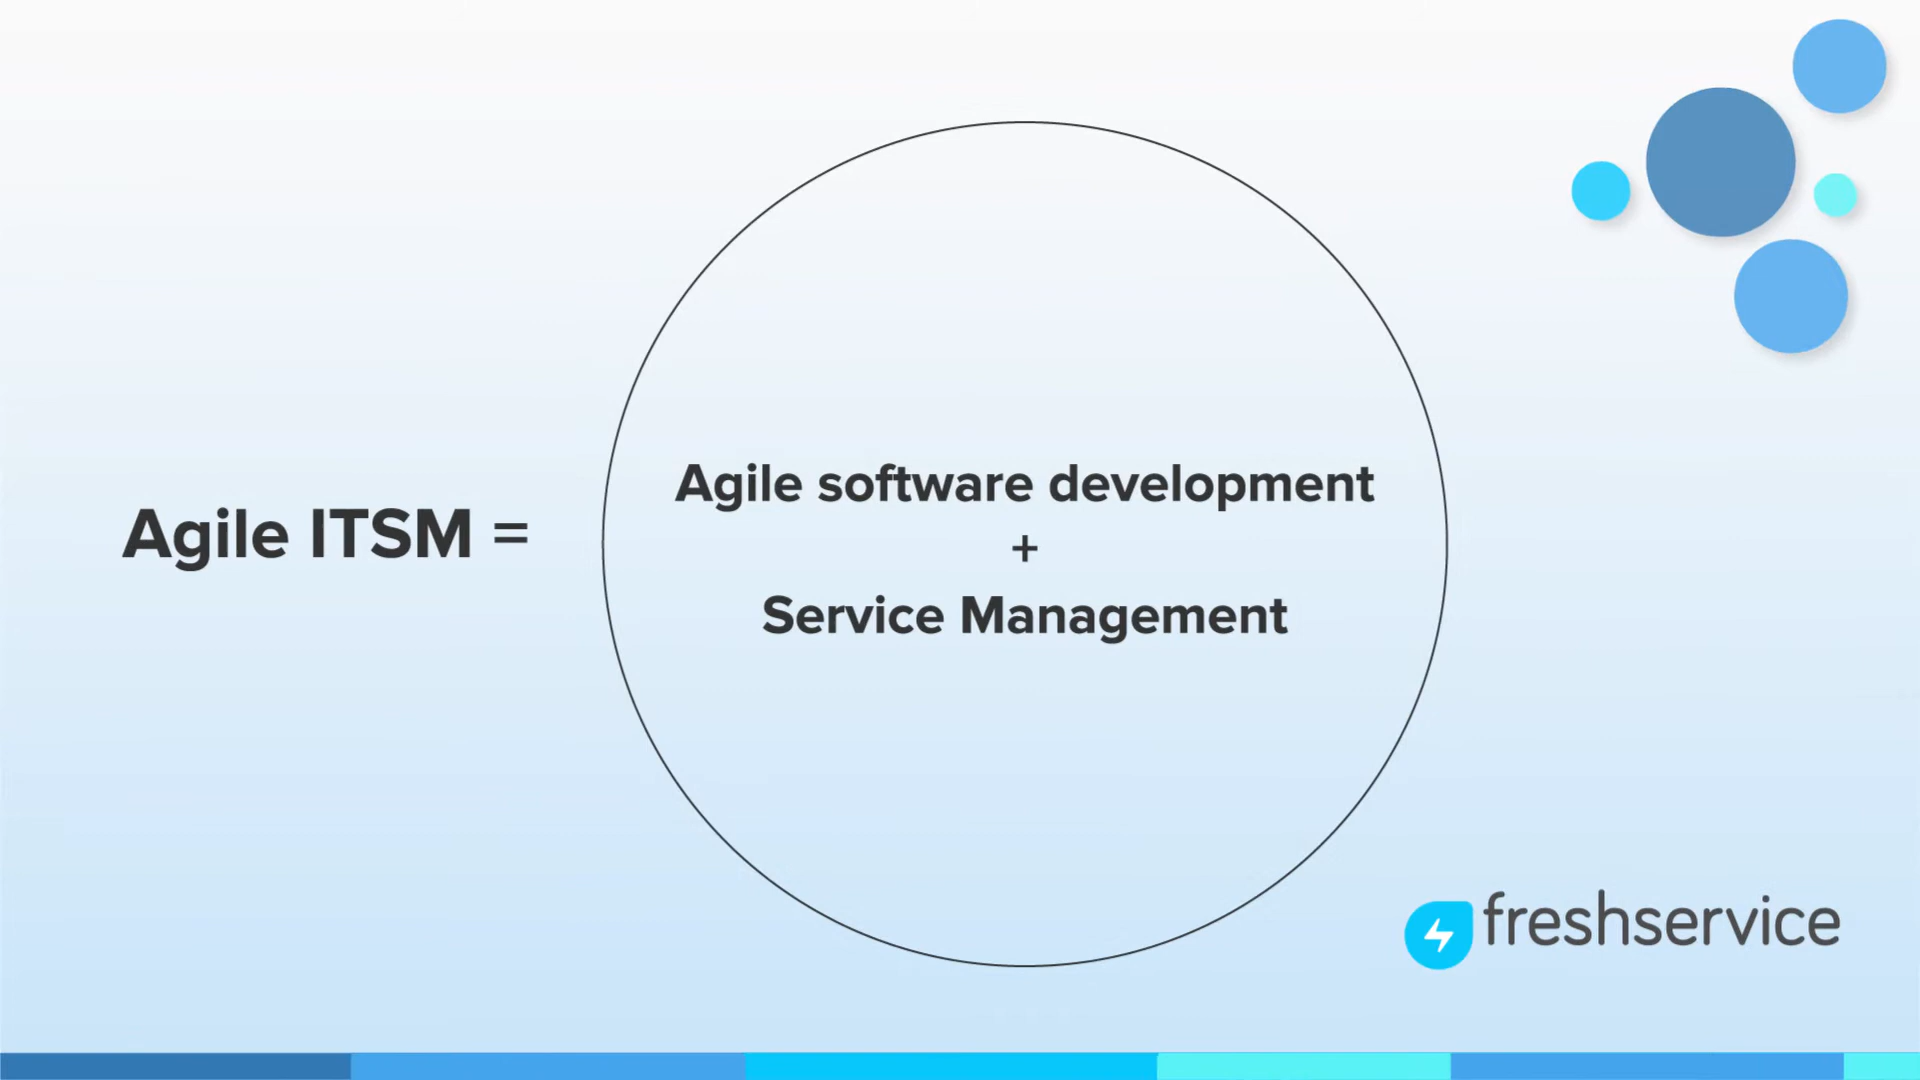 Agile ITSM =
Agile software development
+
Service Management
freshservice